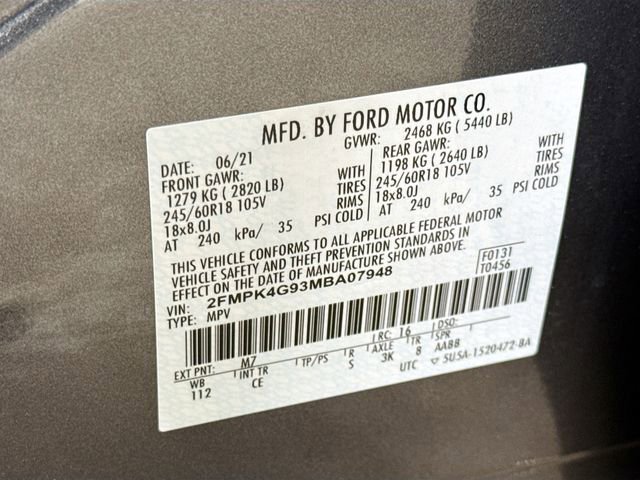 MFD. BY FORD MOTOR CO.
DATE: 06/21 GVWR: 2468 KG ( 5440 LB)
FRONT GAWR: REAR GAWR:
1279 KG ( 2820 LB) WITH 1198 KG ( 2640 LB) WITH
245/60R18 105V TIRES 245/60R18 105V TIRES
18x8.0J RIMS 18x8.0J RIMS
AT 240 kPa/ 35 PSI COLD AT 240 kPa/ 35 PSI COLD
THIS VEHICLE CONFORMS TO ALL APPLICABLE FEDERAL MOTOR
VEHICLE SAFETY AND THEFT PREVENTION STANDARDS IN
EFFECT ON THE DATE OF MANUFACTURE SHOWN ABOVE. F0131
VIN: 2FMPK4G93MBA07948 T0456
TYPE: MPV
EXT PNT: M7 RC: 16 DSO:
WB INT TR TP/PS R AXLE TR SPR
112 CE S 3K 8 AABB
UTC 5U5A-1520472-BA